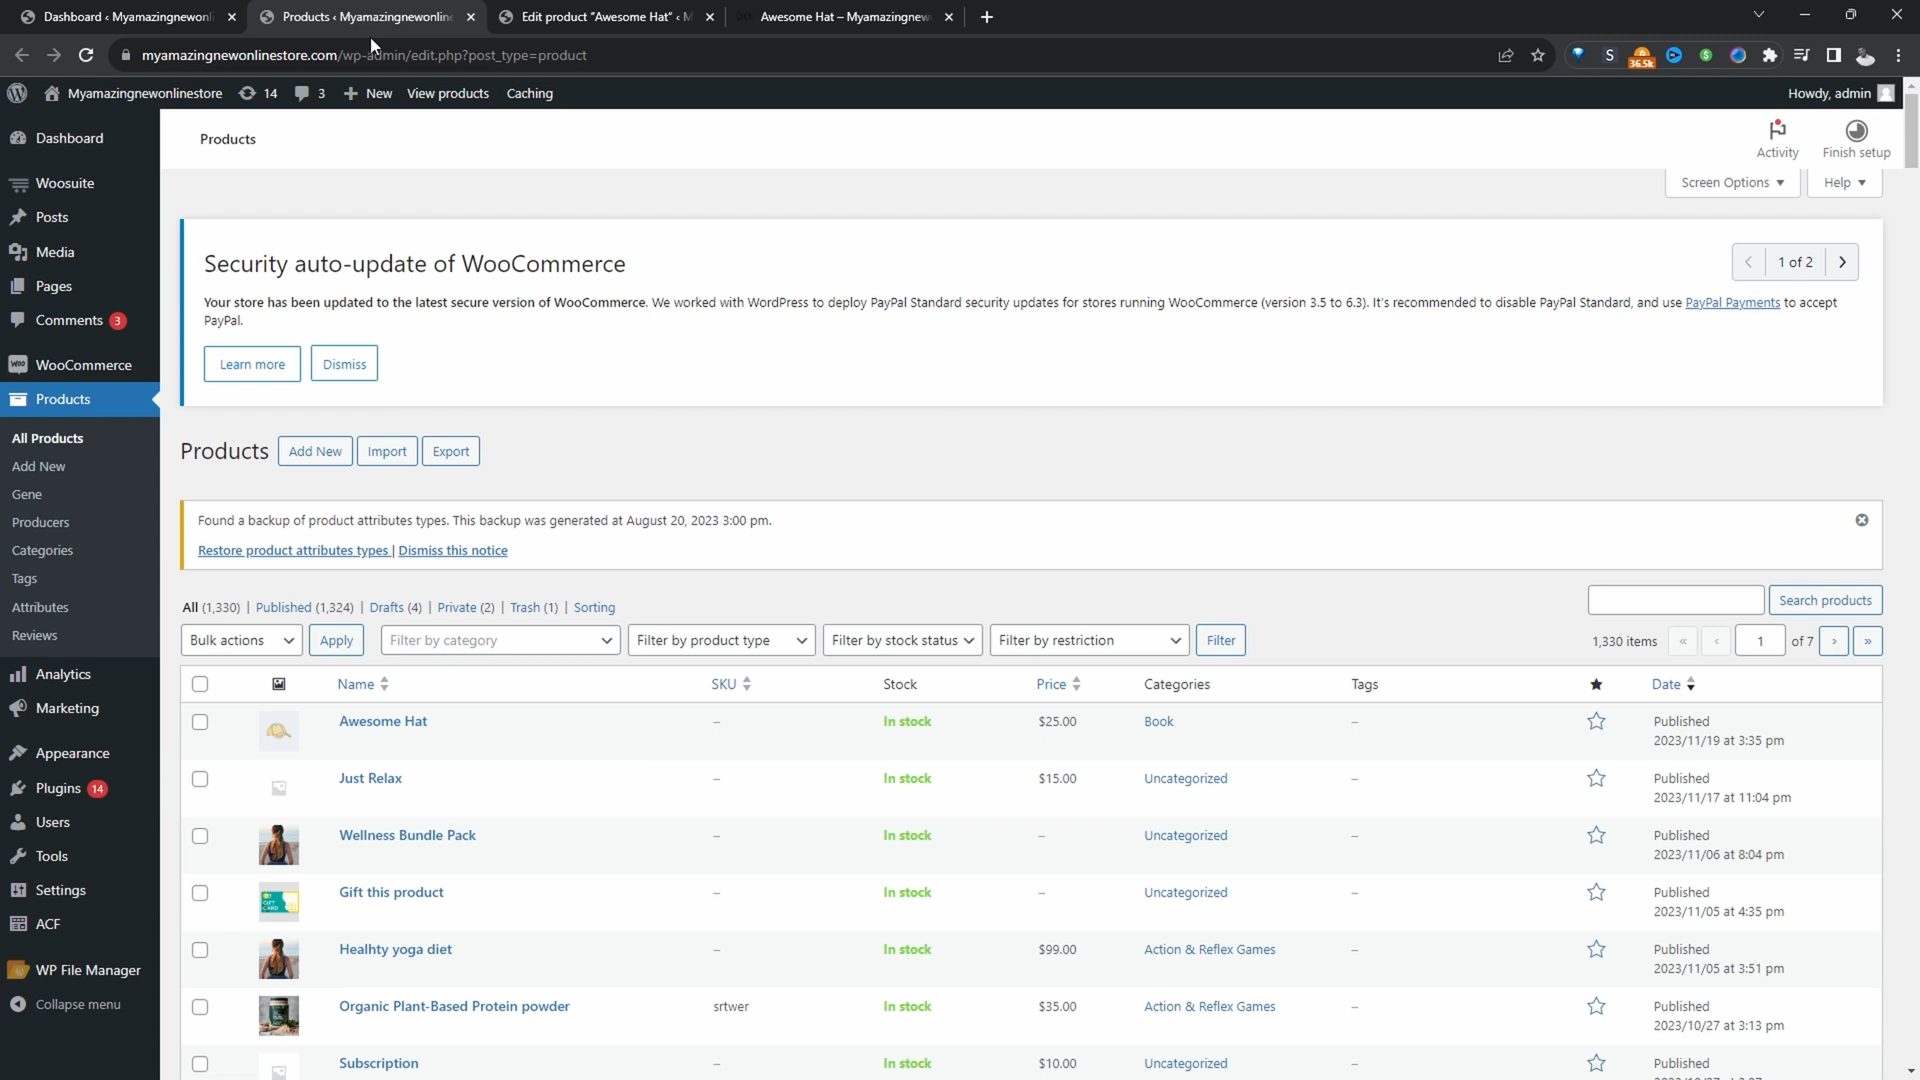 Dashboard ‹ Myamazingnewonli
Products ‹ Myamazingnewonline
Edit product "Awesome Hat" ‹ M
Awesome Hat – Myamazingnew
myamazingnewonlinestore.com/wp-admin/edit.php?post_type=product
S
36.5k
Myamazingnewonlinestore
14
3
New
View products
Caching
Howdy, admin
Dashboard
Woosuite
Posts
Media
Pages
Comments 3
WooCommerce
Products
All Products
Add New
Gene
Producers
Categories
Tags
Attributes
Reviews
Analytics
Marketing
Appearance
Plugins 14
Users
Tools
Settings
ACF
WP File Manager
Collapse menu
Products
Activity
Finish setup
Screen Options
Help
Security auto-update of WooCommerce
1 of 2
Your store has been updated to the latest secure version of WooCommerce. We worked with WordPress to deploy PayPal Standard security updates for stores running WooCommerce (version 3.5 to 6.3). It's recommended to disable PayPal Standard, and use PayPal Payments to accept
PayPal.
Learn more
Dismiss
Products
Add New
Import
Export
Found a backup of product attributes types. This backup was generated at August 20, 2023 3:00 pm.
Restore product attributes types | Dismiss this notice
Search products
All (1,330) | Published (1,324) | Drafts (4) | Private (2) | Trash (1) | Sorting
Bulk actions
Apply
Filter by category
Filter by product type
Filter by stock status
Filter by restriction
Filter
1,330 items « ‹ 1 of 7 › »
Name SKU Stock Price Categories Tags Date
Awesome Hat – In stock $25.00 Book – Published
2023/11/19 at 3:35 pm
Just Relax – In stock $15.00 Uncategorized – Published
2023/11/17 at 11:04 pm
Wellness Bundle Pack – In stock – Uncategorized – Published
2023/11/06 at 8:04 pm
GIFT CARD
Gift this product – In stock – Uncategorized – Published
2023/11/05 at 4:35 pm
Healhty yoga diet – In stock $99.00 Action & Reflex Games – Published
2023/11/05 at 3:51 pm
Organic Plant-Based Protein powder srtwer In stock $35.00 Action & Reflex Games – Published
2023/10/27 at 3:13 pm
Subscription – In stock $10.00 Uncategorized – Published